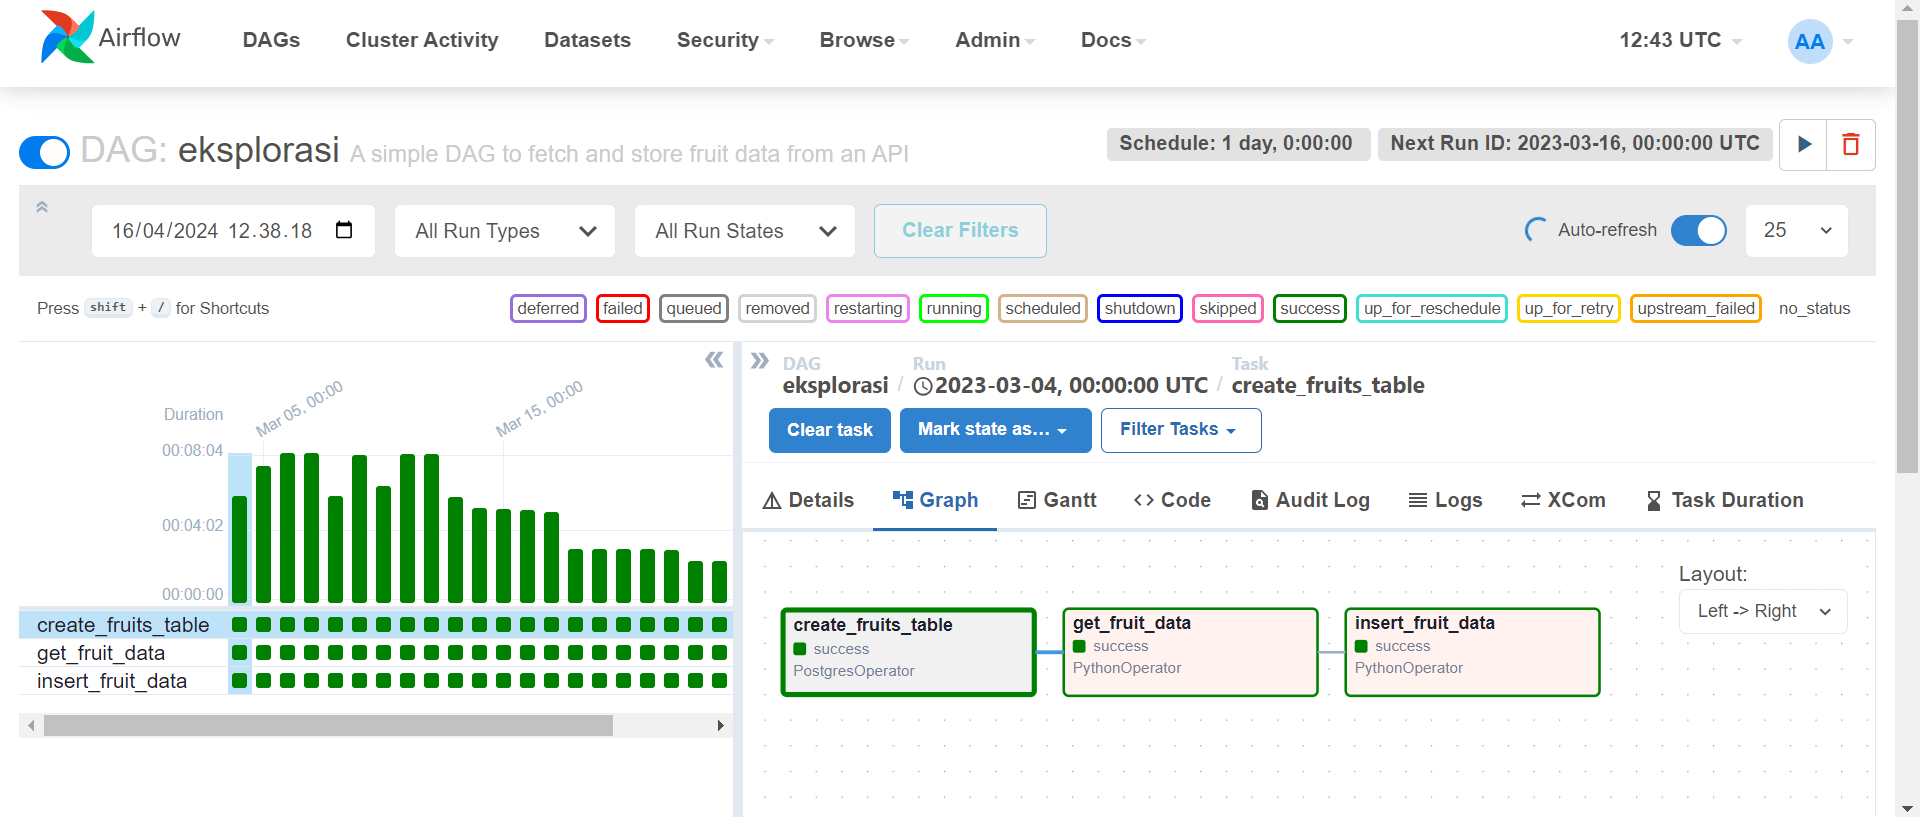 Airflow DAGs Cluster Activity Datasets Security Browse Admin Docs 12:43 UTC AA
DAG: eksplorasi A simple DAG to fetch and store fruit data from an API Schedule: 1 day, 0:00:00 Next Run ID: 2023-03-16, 00:00:00 UTC
16/04/2024 12.38.18 All Run Types All Run States Clear Filters Auto-refresh 25
Press shift + / for Shortcuts deferred failed queued removed restarting running scheduled shutdown skipped success up_for_reschedule up_for_retry upstream_failed no_status
Duration
Mar 05, 00:00
Mar 15, 00:00
00:08:04
00:04:02
00:00:00
create_fruits_table
get_fruit_data
insert_fruit_data
DAG Run Task
eksplorasi / 2023-03-04, 00:00:00 UTC / create_fruits_table
Clear task Mark state as... Filter Tasks
Details Graph Gantt <> Code Audit Log Logs XCom Task Duration
Layout:
Left -> Right
create_fruits_table
success
PostgresOperator
get_fruit_data
success
PythonOperator
insert_fruit_data
success
PythonOperator